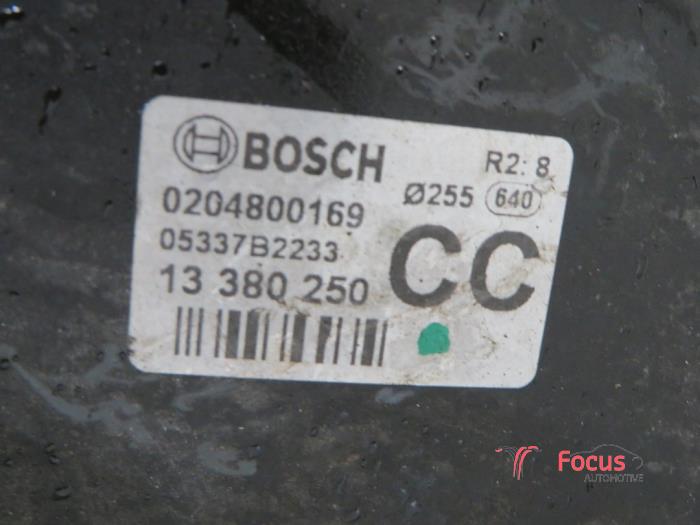 BOSCH
R2: 8
0204800169
Ø255 640
05337B2233
CC
13 380 250
Focus
AUTOMOTIVE